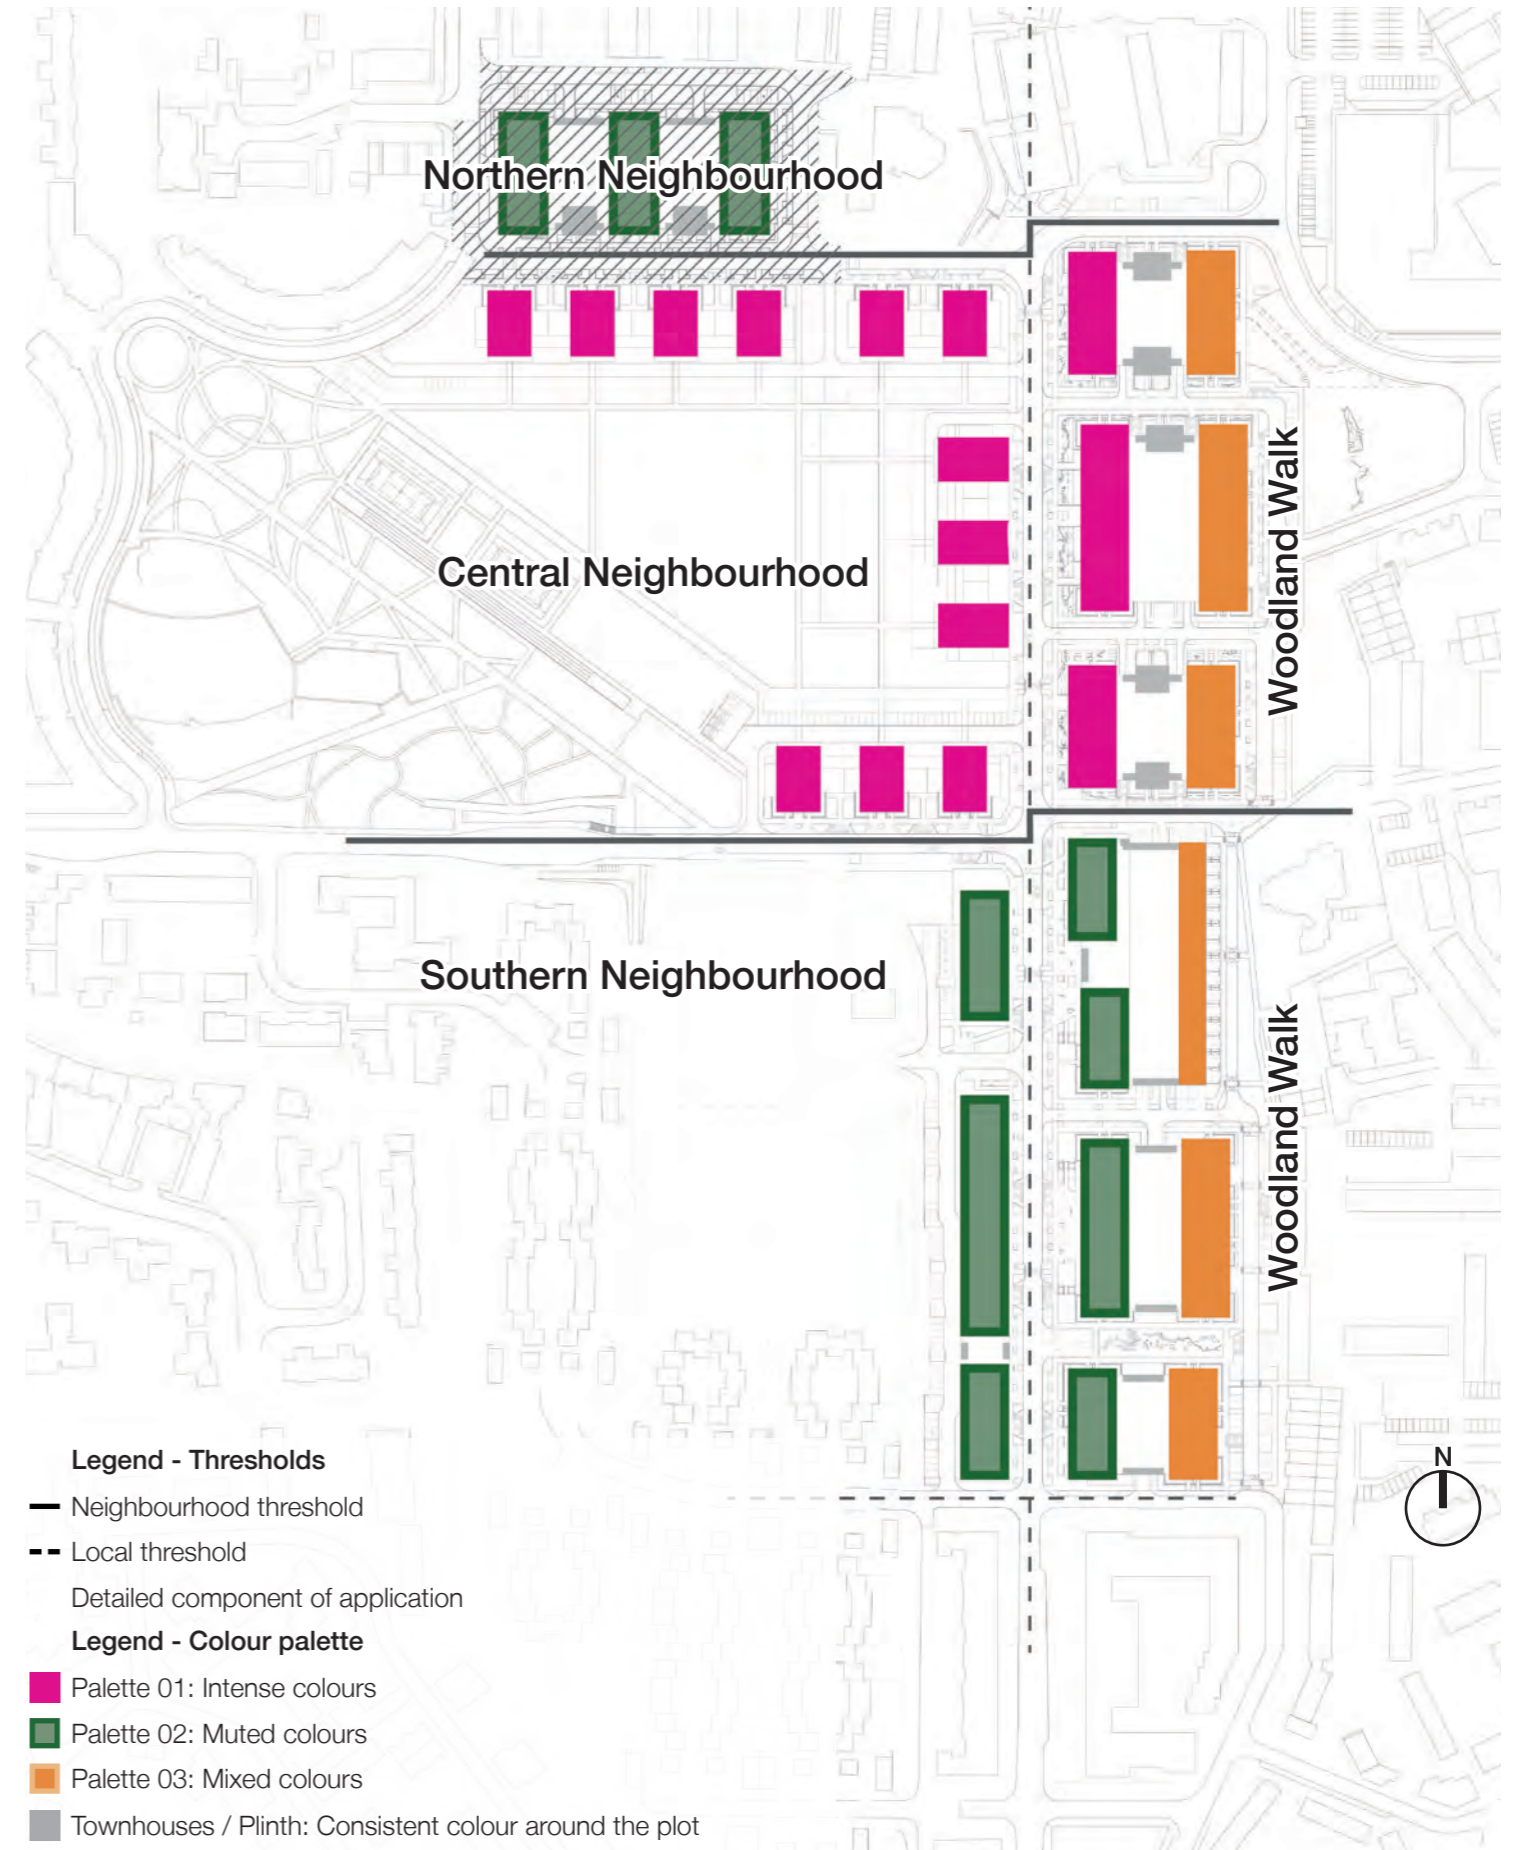 Northern Neighbourhood
Central Neighbourhood
Woodland Walk
Southern Neighbourhood
Woodland Walk
N
Legend - Thresholds
Neighbourhood threshold
Local threshold
Detailed component of application
Legend - Colour palette
Palette 01: Intense colours
Palette 02: Muted colours
Palette 03: Mixed colours
Townhouses / Plinth: Consistent colour around the plot